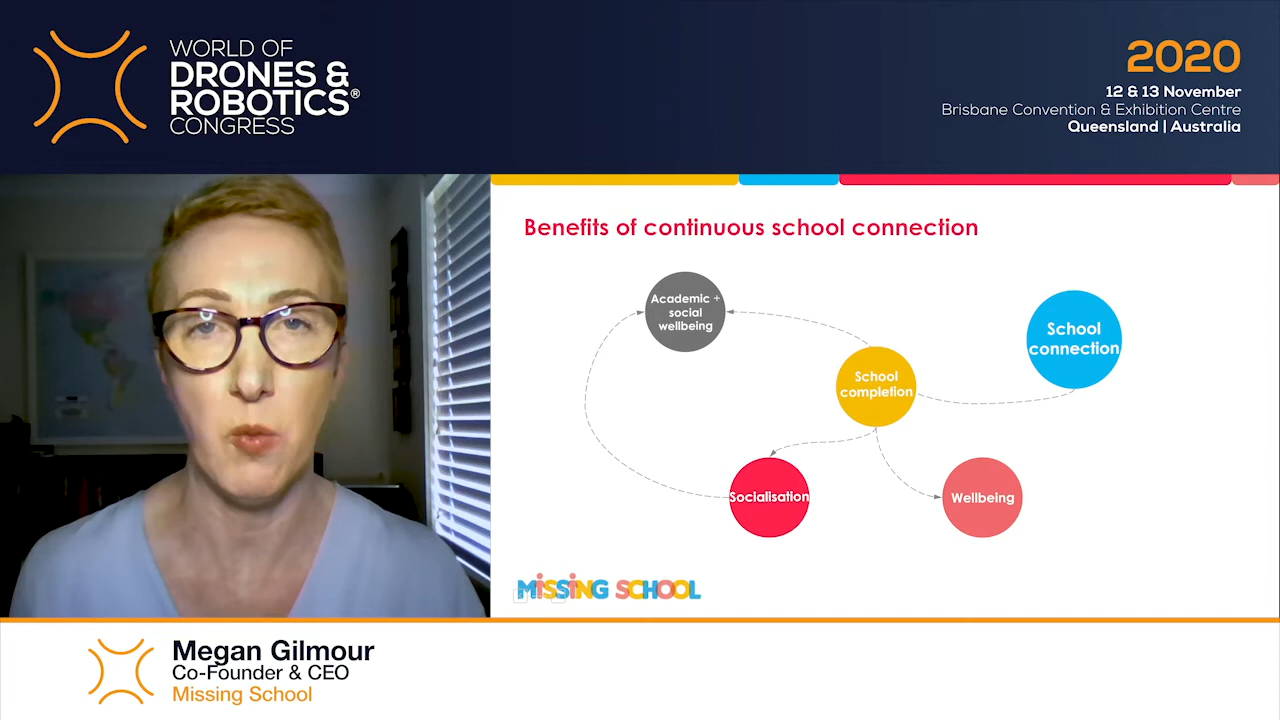 WORLD OF
DRONES &
ROBOTICS®
CONGRESS
2020
12 & 13 November
Brisbane Convention & Exhibition Centre
Queensland | Australia
Benefits of continuous school connection
Academic +
social
wellbeing
School
connection
School
completion
Socialisation
Wellbeing
MISSING SCHOOL
Megan Gilmour
Co-Founder & CEO
Missing School